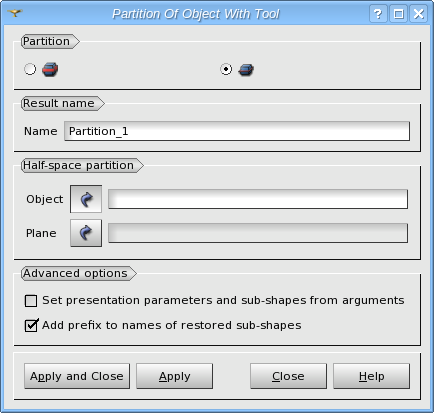 Partition Of Object With Tool
Partition
Result name
Name Partition_1
Half-space partition
Object
Plane
Advanced options
Set presentation parameters and sub-shapes from arguments
Add prefix to names of restored sub-shapes
Apply and Close Apply Close Help